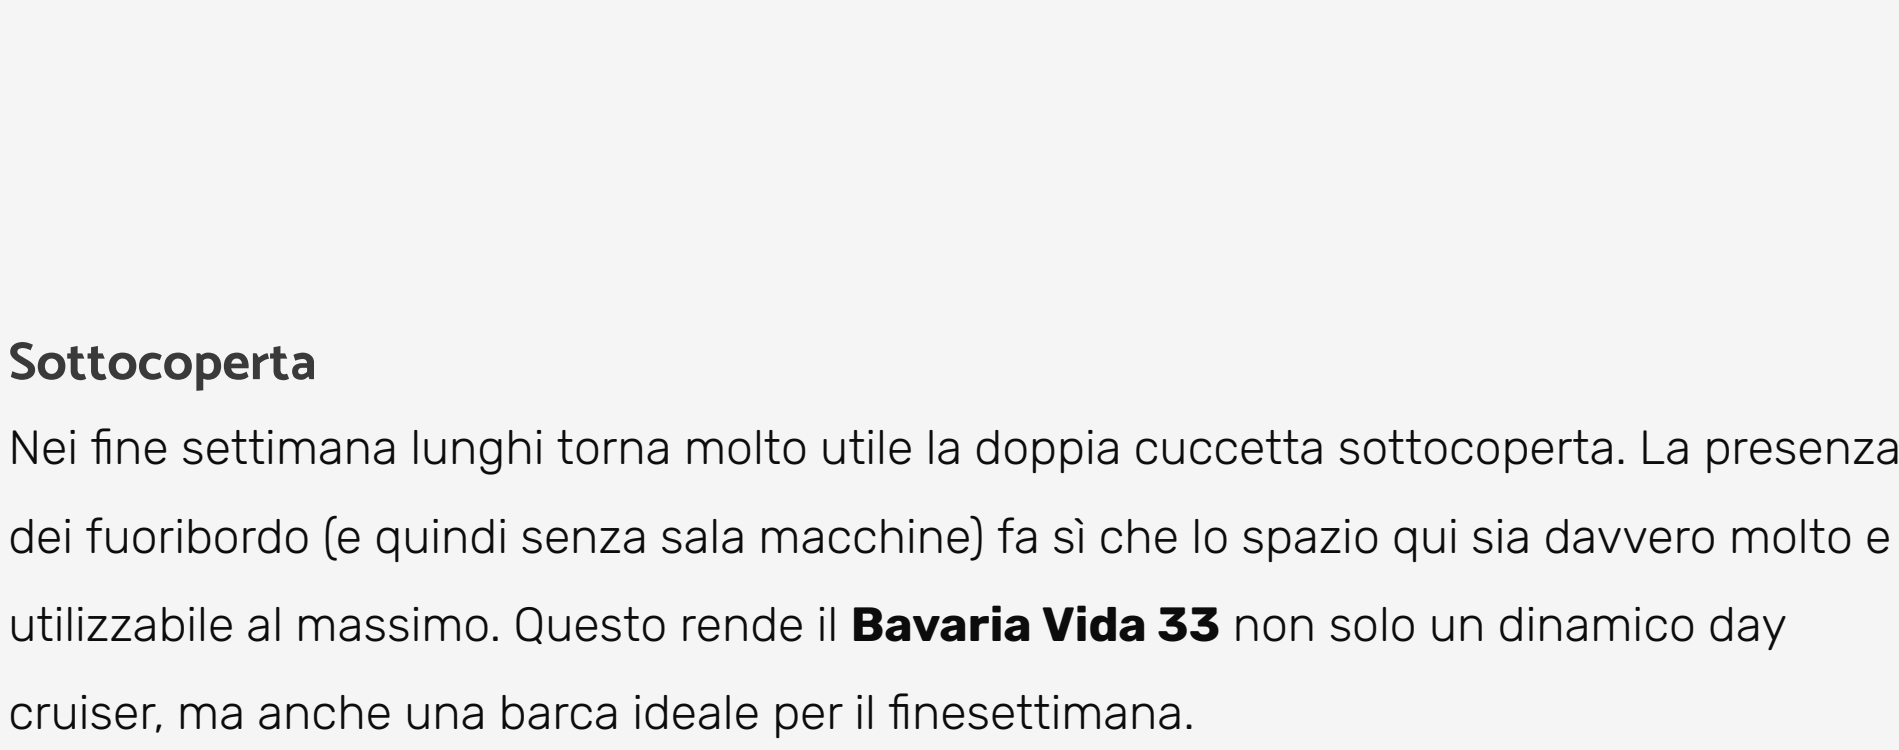 Sottocoperta
Nei fine settimana lunghi torna molto utile la doppia cuccetta sottocoperta. La presenza
dei fuoribordo (e quindi senza sala macchine) fa sì che lo spazio qui sia davvero molto e
utilizzabile al massimo. Questo rende il Bavaria Vida 33 non solo un dinamico day
cruiser, ma anche una barca ideale per il finesettimana.